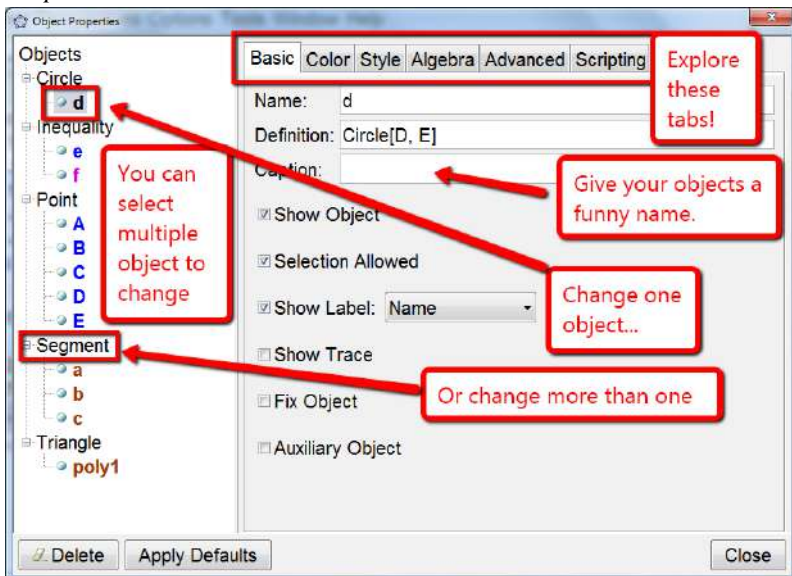 Object Properties
Objects
Circle
d
Inequality
e
f
Point
A
B
C
D
E
Segment
a
b
c
Triangle
poly1
You can
select
multiple
object to
change
Basic Color Style Algebra Advanced Scripting
Explore
these
tabs!
Name: d
Definition: Circle[D, E]
Caption:
Give your objects a
funny name.
Show Object
Selection Allowed
Show Label: Name
Change one
object...
Show Trace
Or change more than one
Fix Object
Auxiliary Object
Delete Apply Defaults Close